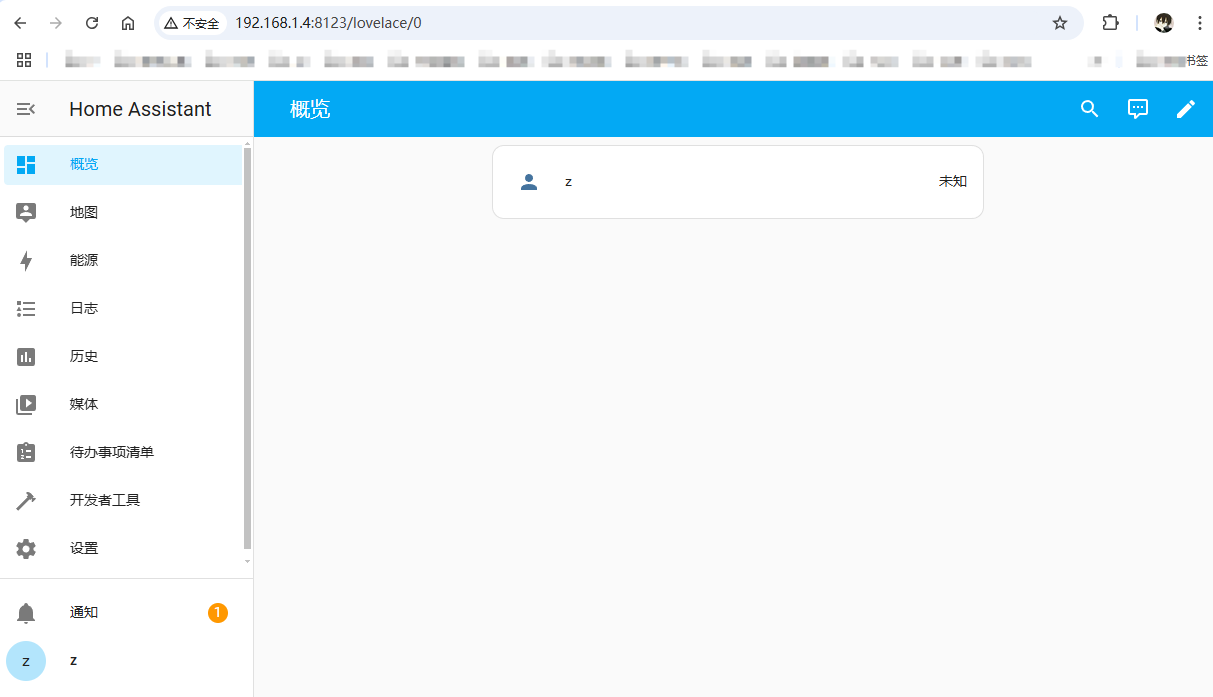 不安全 192.168.1.4:8123/lovelace/0
书签
Home Assistant
概览
概览
z
未知
地图
能源
日志
历史
媒体
待办事项清单
开发者工具
设置
通知
1
z
z